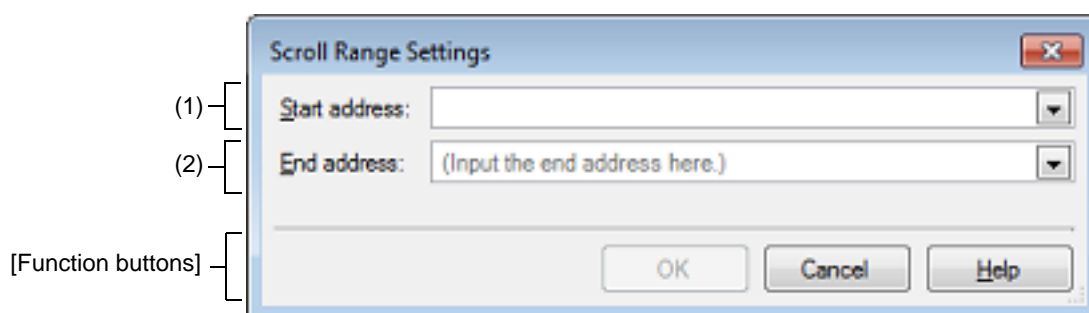 Scroll Range Settings
(1) Start address:
(2) End address: (Input the end address here.)
[Function buttons] OK Cancel Help